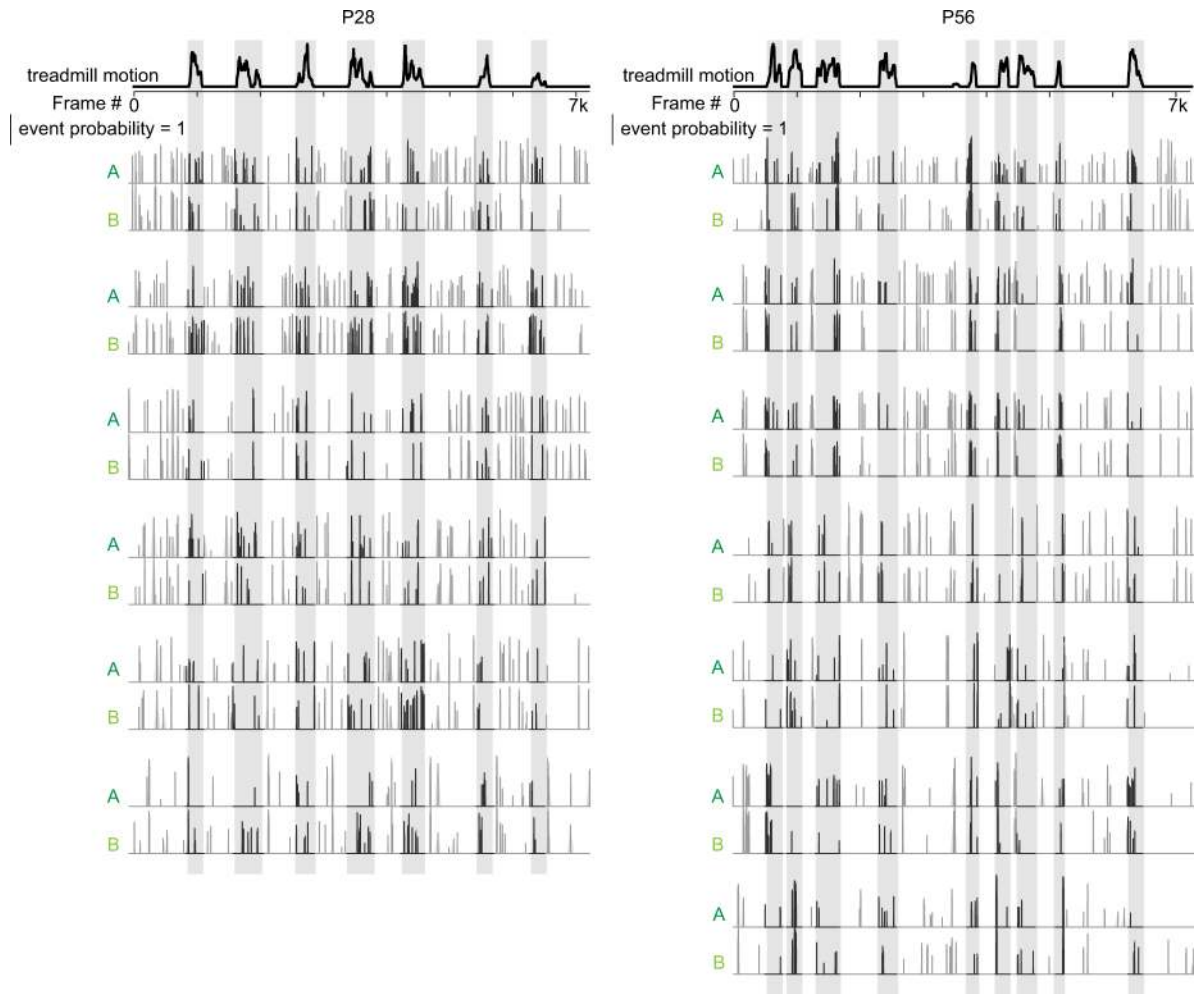 P28
treadmill motion
Frame # 0 7k
event probability = 1
A
B
A
B
A
B
A
B
A
B
A
B
P56
treadmill motion
Frame # 0 7k
event probability = 1
A
B
A
B
A
B
A
B
A
B
A
B
A
B